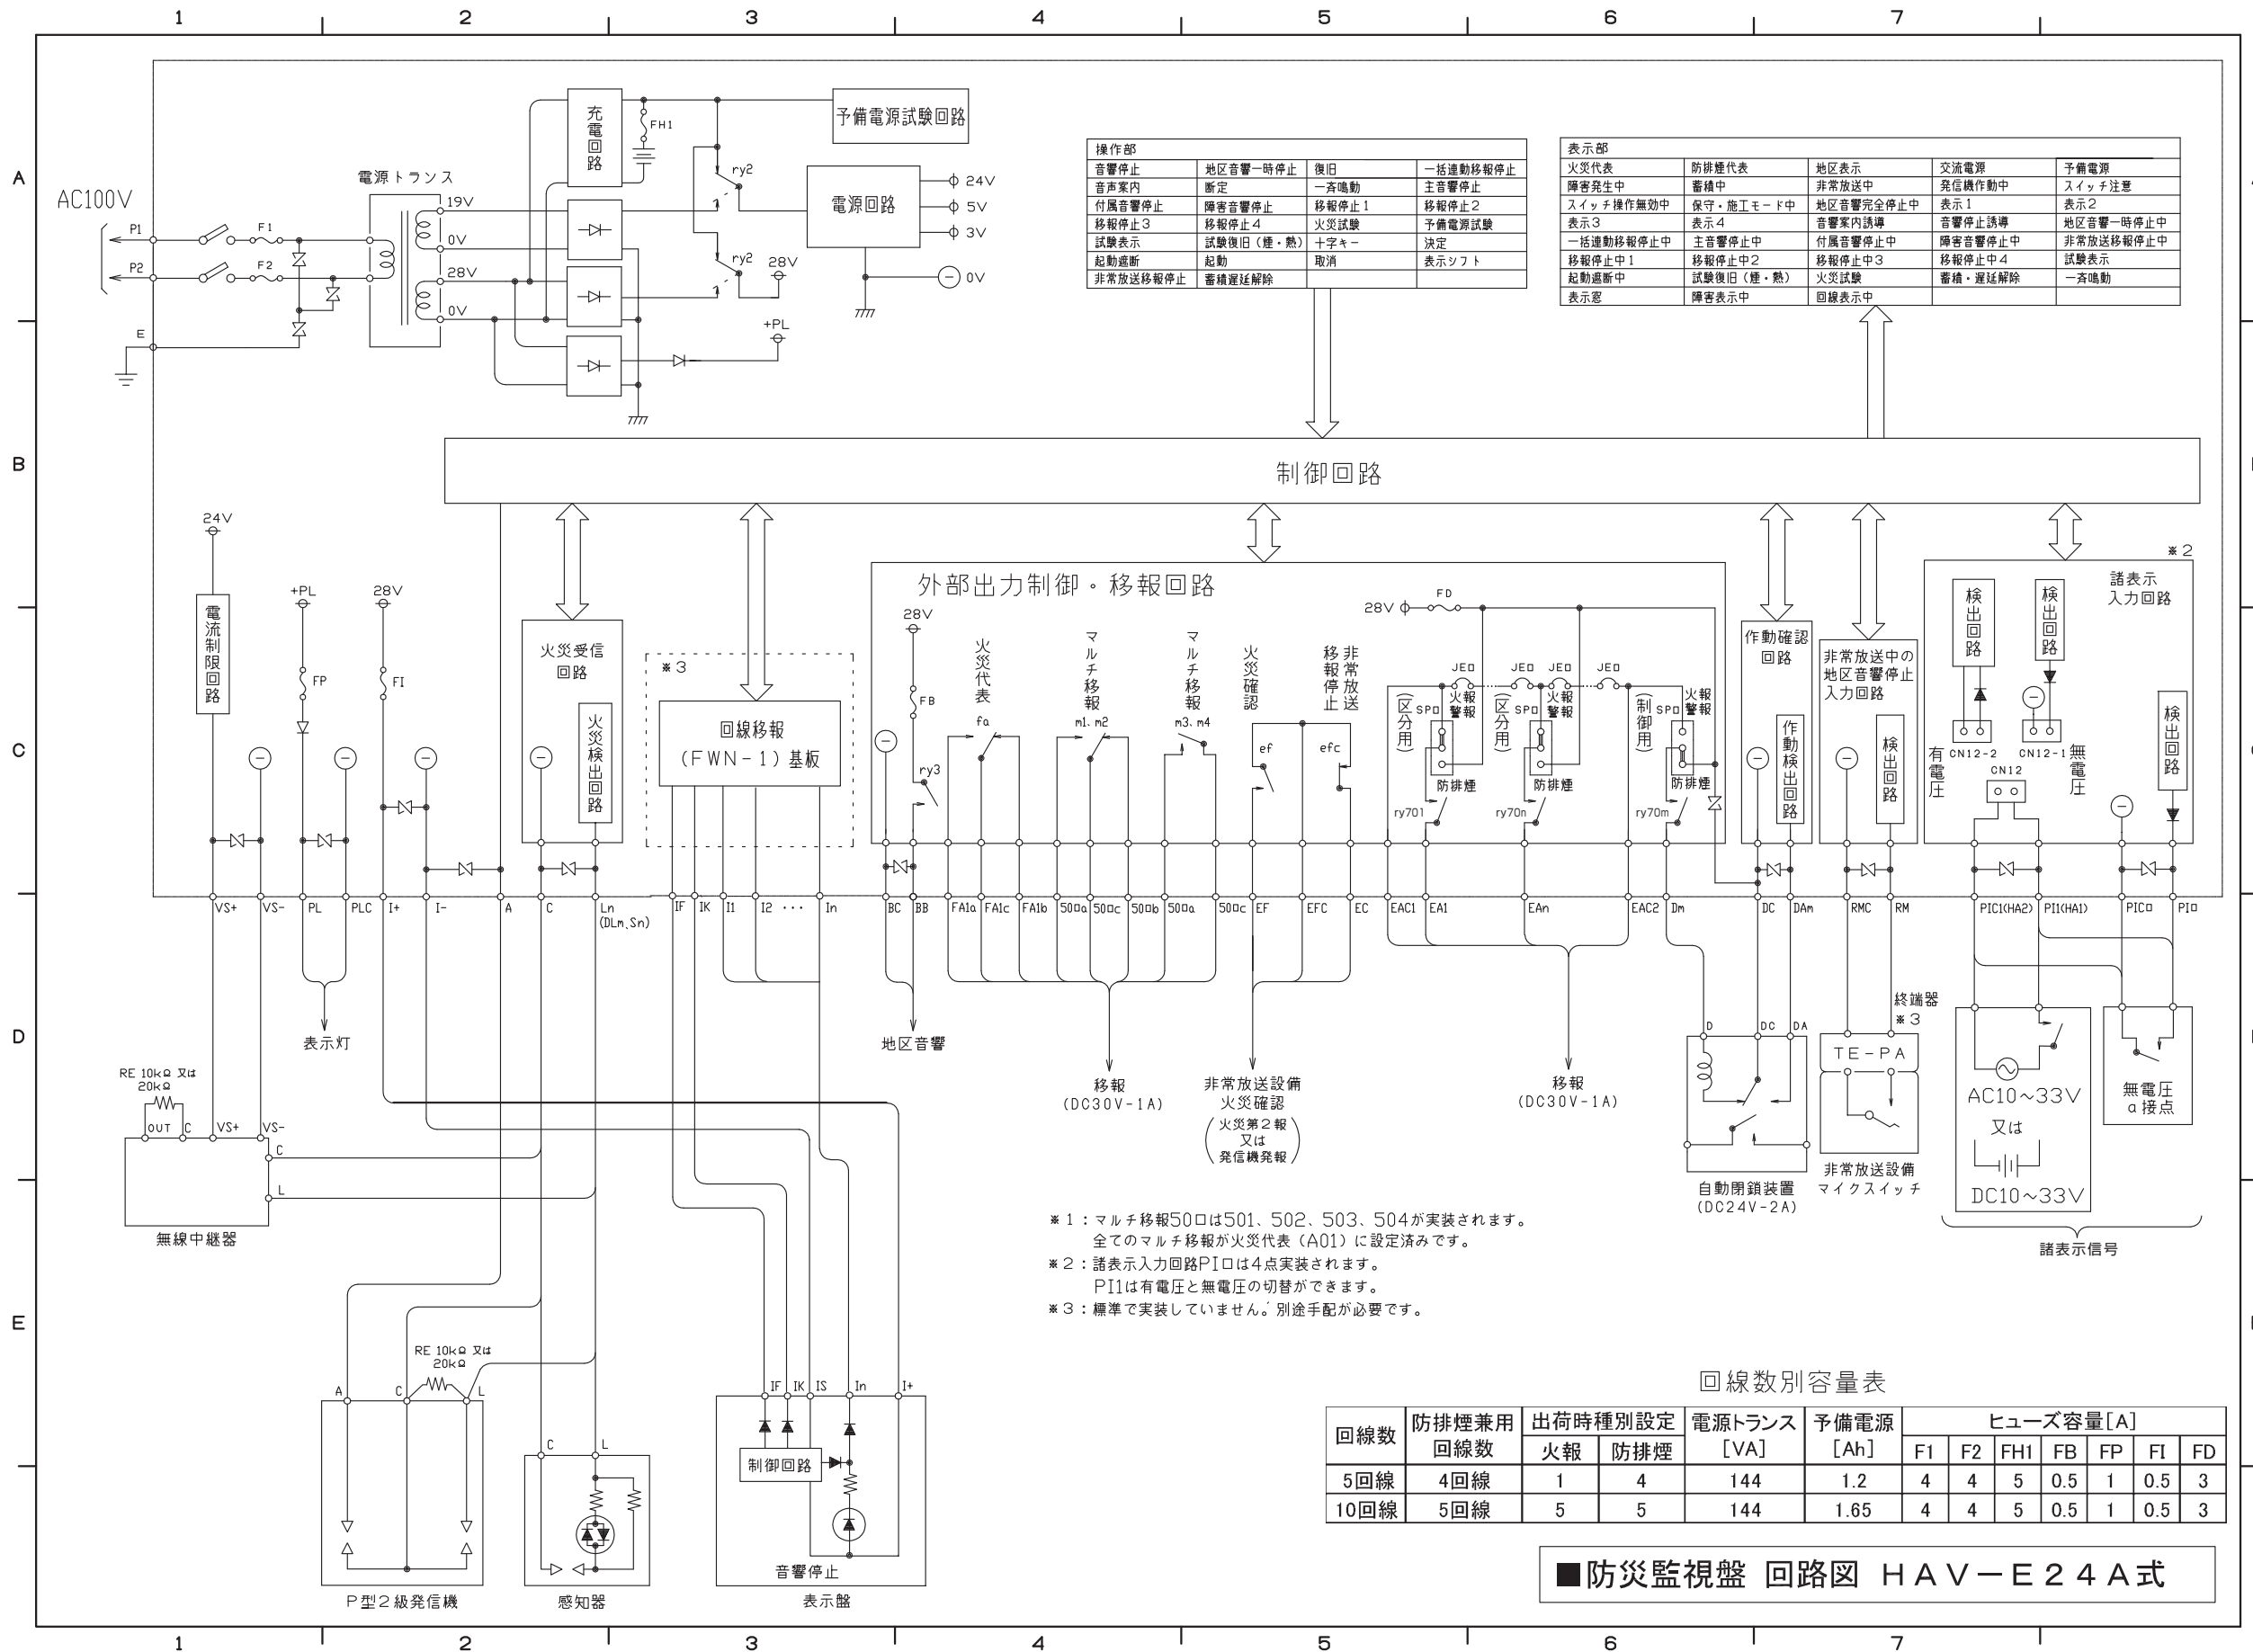 1 2 3 4 5 6 7
A
B
C
D
E
AC100V
P1
P2
E
F1
F2
電源トランス
19V
0V
28V
0V
充電回路
FH1
予備電源試験回路
ry2
ry2
28V
+PL
電源回路
24V
5V
3V
0V
操作部
音響停止 地区音響一時停止 復旧 一括連動移報停止
音声案内 断定 一斉鳴動 主音響停止
付属音響停止 障害音響停止 移報停止1 移報停止2
移報停止3 移報停止4 火災試験 予備電源試験
試験表示 試験復旧(煙・熱) 十字キー 決定
起動遮断 起動 取消 表示シフト
非常放送移報停止 蓄積遅延解除
表示部
火災代表 防排煙代表 地区表示 交流電源 予備電源
障害発生中 蓄積中 非常放送中 発信機作動中 スイッチ注意
スイッチ操作無効中 保守・施工モード中 地区音響完全停止中 表示1 表示2
表示3 表示4 音響案内誘導 音響停止誘導 地区音響一時停止中
一括連動移報停止中 主音響停止中 付属音響停止中 障害音響停止中 非常放送移報停止中
移報停止中1 移報停止中2 移報停止中3 移報停止中4 試験表示
起動遮断中 試験復旧(煙・熱) 火災試験 蓄積・遅延解除 一斉鳴動
表示窓 障害表示中 回線表示中
制御回路
24V
電流制限回路
+PL
FP
28V
FI
火災受信
回路
火災検出回路
※3
回線移報
(FWN-1)基板
外部出力制御・移報回路
28V
FB
ry3
火災代表
fa
マルチ移報
m1、m2
マルチ移報
m3、m4
火災確認
ef
非常放送
移報停止
efc
28V
FD
JE□ JE□ JE□ JE□
(区分用)
SP□
火報
警報
防排煙
ry701
(区分用)
SP□
火報
警報
防排煙
ry70n
(制御用)
SP□
火報
警報
防排煙
ry70m
作動確認
回路
作動検出回路
非常放送中の
地区音響停止
入力回路
検出回路
※2
諸表示
入力回路
検出回路
検出回路
検出回路
有電圧
CN12-2
CN12-1
無電圧
CN12
VS+ VS- PL PLC I+ I- A C Ln
(DLm、Sn)
IF IK I1 I2 ・・・ In BC BB FA1a FA1c FA1b 50□a 50□c 50□b 50□a 50□c EF EFC EC EAC1 EA1 EAn EAC2 Dm DC DAm RMC RM PIC1(HA2) PI1(HA1) PIC□ PI□
表示灯
地区音響
移報
(DC30V-1A)
非常放送設備
火災確認
(火災第2報
又は
発信機発報)
移報
(DC30V-1A)
D DC DA
自動閉鎖装置
(DC24V-2A)
終端器
※3
TE-PA
非常放送設備
マイクスイッチ
AC10~33V
又は
DC10~33V
無電圧
a接点
諸表示信号
RE 10kΩ 又は
20kΩ
OUT C VS+ VS-
C
L
無線中継器
RE 10kΩ 又は
20kΩ
A C L
P型2級発信機
C L
感知器
IF IK IS In I+
制御回路
音響停止
表示盤
※1:マルチ移報50□は501、502、503、504が実装されます。
全てのマルチ移報が火災代表(A01)に設定済みです。
※2:諸表示入力回路PI□は4点実装されます。
PI1は有電圧と無電圧の切替ができます。
※3:標準で実装していません。別途手配が必要です。
回線数別容量表
回線数 防排煙兼用回線数 出荷時種別設定 電源トランス[VA] 予備電源[Ah] ヒューズ容量[A]
火報 防排煙 F1 F2 FH1 FB FP FI FD
5回線 4回線 1 4 144 1.2 4 4 5 0.5 1 0.5 3
10回線 5回線 5 5 144 1.65 4 4 5 0.5 1 0.5 3
■防災監視盤 回路図 HAV-E24A式
1 2 3 4 5 6 7